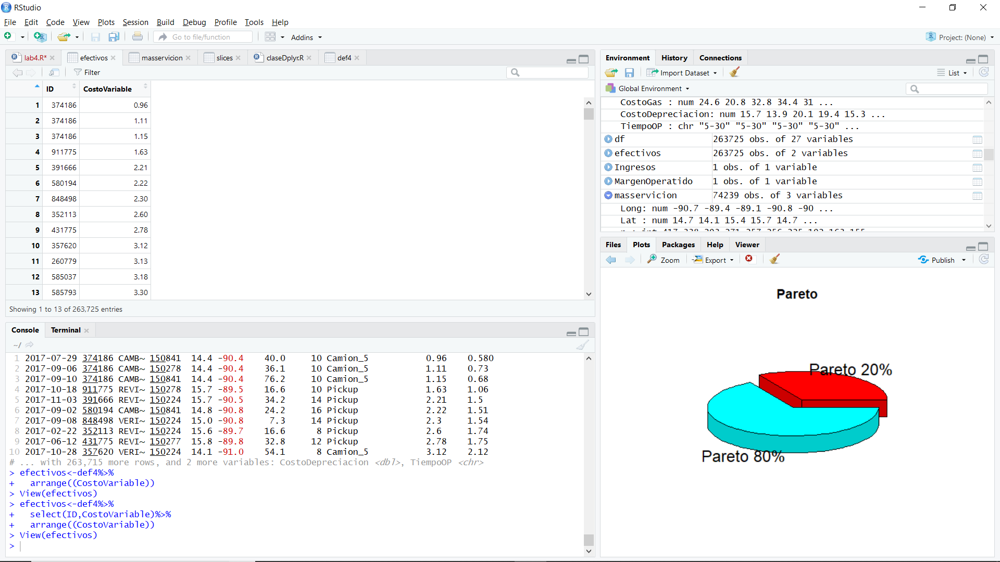 RStudio
File Edit Code View Plots Session Build Debug Profile Tools Help
Go to file/function Addins Project: (None)
lab4.R* efectivos masservicion slices claseDplyr.R def4
Filter
ID CostoVariable
1 374186 0.96
2 374186 1.11
3 374186 1.15
4 911775 1.63
5 391666 2.21
6 580194 2.22
7 848498 2.30
8 352113 2.60
9 431775 2.78
10 357620 3.12
11 260779 3.13
12 585037 3.18
13 585793 3.30
Showing 1 to 13 of 263,725 entries
Console Terminal
~/
1 2017-07-29 374186 CAMB~ 150841 14.4 -90.4 40.0 10 Camion_5 0.96 0.580
2 2017-09-06 374186 CAMB~ 150278 14.4 -90.4 36.1 10 Camion_5 1.11 0.73
3 2017-09-10 374186 CAMB~ 150841 14.4 -90.4 76.2 10 Camion_5 1.15 0.68
4 2017-10-18 911775 REVI~ 150278 15.7 -89.5 16.6 10 Pickup 1.63 1.06
5 2017-11-03 391666 REVI~ 150224 15.7 -90.5 34.2 14 Pickup 2.21 1.5
6 2017-09-02 580194 CAMB~ 150841 14.8 -90.8 24.2 16 Pickup 2.22 1.51
7 2017-09-08 848498 VERI~ 150224 15.0 -90.8 7.3 14 Pickup 2.3 1.54
8 2017-02-22 352113 REVI~ 150224 15.6 -89.7 16.6 8 Pickup 2.6 1.74
9 2017-06-12 431775 REVI~ 150277 15.8 -89.8 32.8 12 Pickup 2.78 1.75
10 2017-10-28 357620 VERI~ 150224 14.1 -91.0 54.1 8 Camion_5 3.12 2.12
# ... with 263,715 more rows, and 2 more variables: CostoDepreciacion <dbl>, TiempoOP <chr>
> efectivos<-def4%>%
+   arrange((CostoVariable))
> View(efectivos)
> efectivos<-def4%>%
+   select(ID,CostoVariable)%>%
+   arrange((CostoVariable))
> View(efectivos)
>
Environment History Connections
Import Dataset List
Global Environment
CostoGas : num 24.6 20.8 32.8 34.4 31 ...
CostoDepreciacion: num 15.7 13.9 20.1 19.4 15.3 ...
TiempoOP : chr "5-30" "5-30" "5-30" "5-30" ...
df 263725 obs. of 27 variables
efectivos 263725 obs. of 2 variables
Ingresos 1 obs. of 1 variable
MargenOperatido 1 obs. of 1 variable
masservicion 74239 obs. of 3 variables
Long: num -90.7 -89.4 -89.1 -90.8 -90 ...
Lat : num 14.7 14.1 15.4 15.7 14.7 ...
Files Plots Packages Help Viewer
Zoom Export Publish
Pareto
Pareto 20%
Pareto 80%